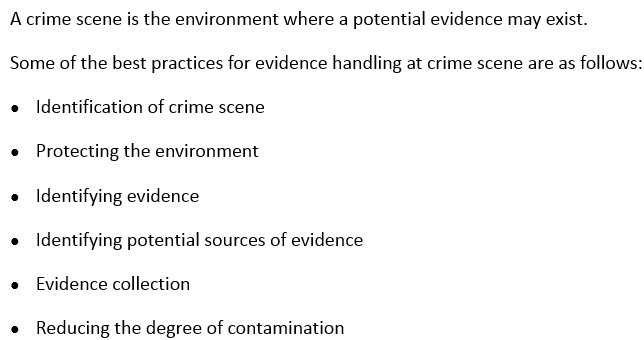 A crime scene is the environment where a potential evidence may exist.
Some of the best practices for evidence handling at crime scene are as follows:
• Identification of crime scene
• Protecting the environment
• Identifying evidence
• Identifying potential sources of evidence
• Evidence collection
• Reducing the degree of contamination